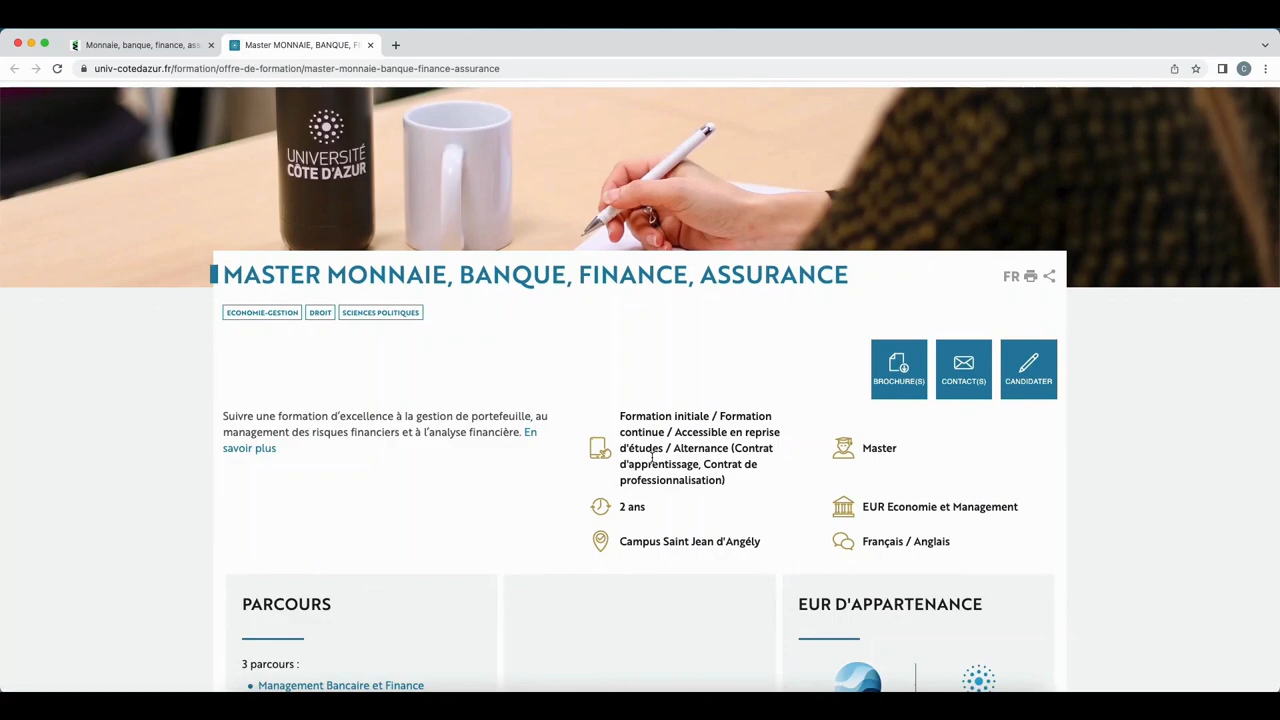 Monnaie, banque, finance, ass
Master MONNAIE, BANQUE, F
univ-cotedazur.fr/formation/offre-de-formation/master-monnaie-banque-finance-assurance
C
UNIVERSITÉ
CÔTE D'AZUR
MASTER MONNAIE, BANQUE, FINANCE, ASSURANCE
FR
ECONOMIE-GESTION
DROIT
SCIENCES POLITIQUES
BROCHURE(S)
CONTACT(S)
CANDIDATER
Suivre une formation d'excellence à la gestion de portefeuille, au
management des risques financiers et à l'analyse financière. En
savoir plus
Formation initiale / Formation
continue / Accessible en reprise
d'études / Alternance (Contrat
d'apprentissage, Contrat de
professionnalisation)
Master
2 ans
EUR Economie et Management
Campus Saint Jean d'Angély
Français / Anglais
PARCOURS
3 parcours :
• Management Bancaire et Finance
EUR D'APPARTENANCE